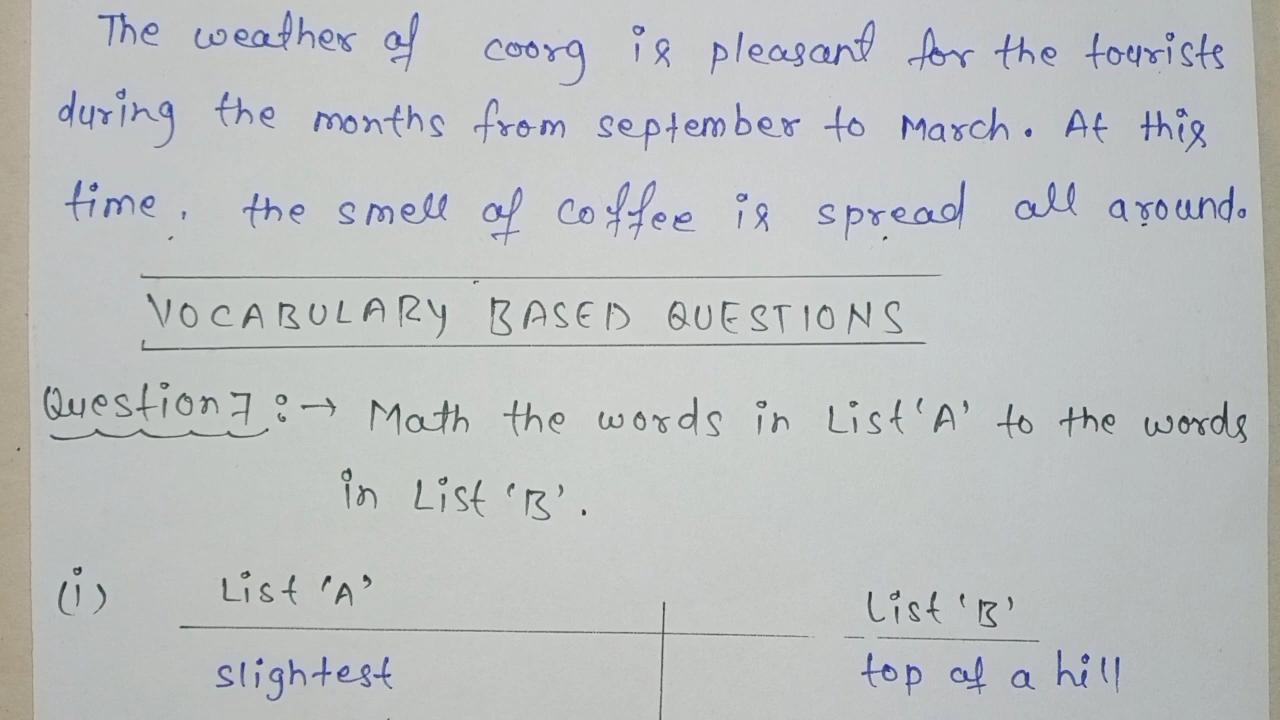 The weather of coorg is pleasant for the tourists
during the months from september to March. At this
time, the smell of coffee is spread all around.
VOCABULARY BASED QUESTIONS
Question 7 :→ Math the words in List 'A' to the words
in List 'B'.
(i) List 'A' List 'B'
slightest top of a hill